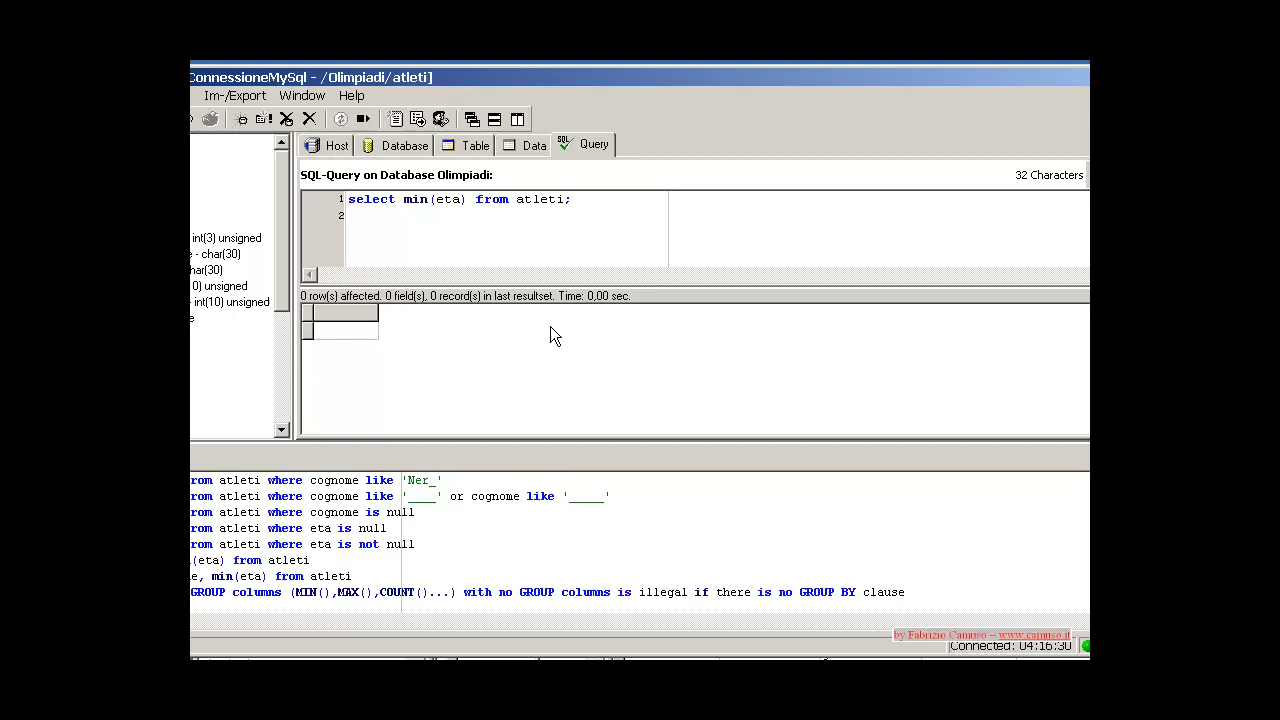 ConnessioneMySql - /Olimpiadi/atleti]
Im-/Export Window Help
Host Database Table Data SQL Query
SQL-Query on Database Olimpiadi: 32 Characters
1 select min(eta) from atleti;
2
int(3) unsigned
e - char(30)
har(30)
0) unsigned
- int(10) unsigned
e
0 row(s) affected. 0 field(s), 0 record(s) in last resultset. Time: 0,00 sec.
rom atleti where cognome like 'Ner_'
rom atleti where cognome like '____' or cognome like '_____'
rom atleti where cognome is null
rom atleti where eta is null
rom atleti where eta is not null
(eta) from atleti
e, min(eta) from atleti
GROUP columns (MIN(),MAX(),COUNT()...) with no GROUP columns is illegal if there is no GROUP BY clause
by Fabrizio Camuso – www.camuso.it
Connected: 04:16:30